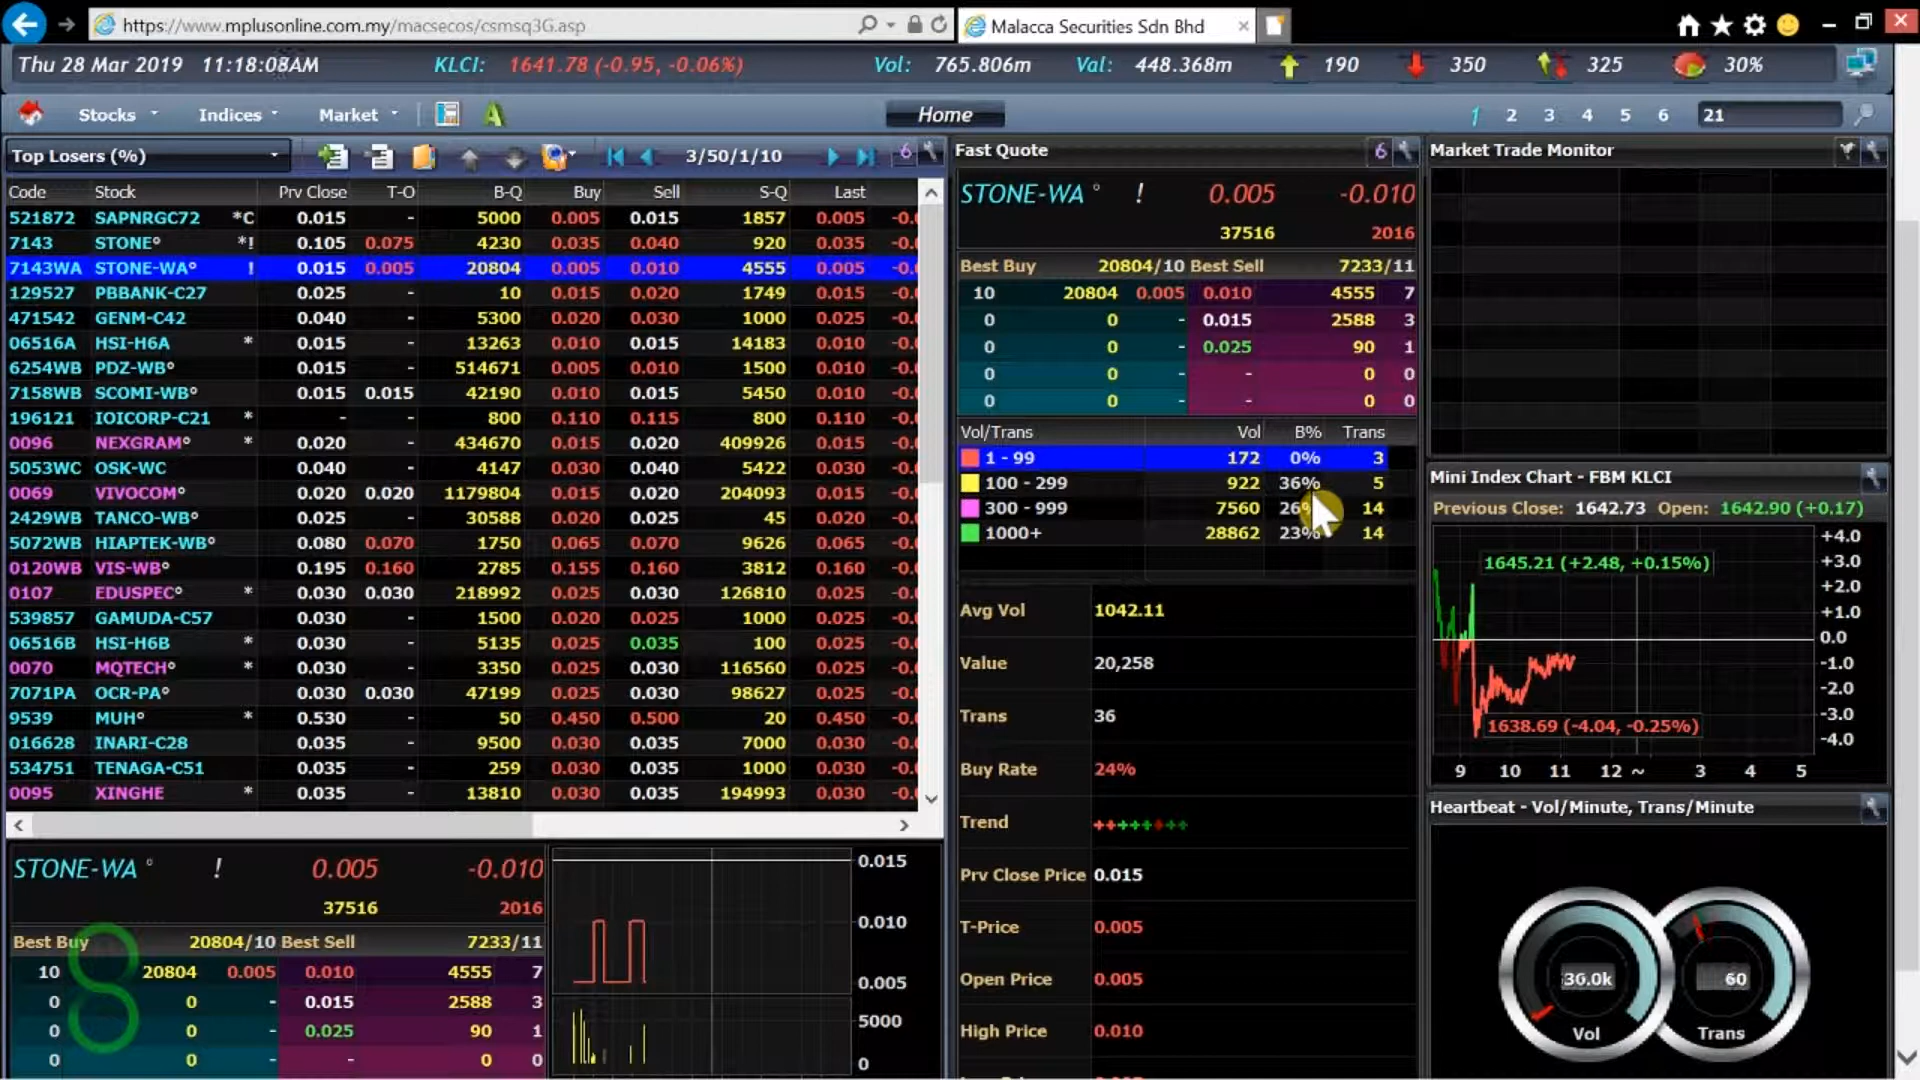 https://www.mplusonline.com.my/macsecos/csmsq3G.asp
Malacca Securities Sdn Bhd
Thu 28 Mar 2019 11:18:08AM KLCI: 1641.78 (-0.95, -0.06%) Vol: 765.806m Val: 448.368m 190 350 325 30%
Stocks Indices Market A Home 1 2 3 4 5 6 21
Top Losers (%) 3/50/1/10 6
Code Stock Prv Close T-O B-Q Buy Sell S-Q Last
521872 SAPNRGC72 *C 0.015 - 5000 0.005 0.015 1857 0.005
7143 STONE° *! 0.105 0.075 4230 0.035 0.040 920 0.035
7143WA STONE-WA° ! 0.015 0.005 20804 0.005 0.010 4555 0.005
129527 PBBANK-C27 0.025 - 10 0.015 0.020 1749 0.015
471542 GENM-C42 0.040 - 5300 0.020 0.030 1000 0.025
06516A HSI-H6A * 0.015 - 13263 0.010 0.015 14183 0.010
6254WB PDZ-WB° 0.015 - 514671 0.005 0.010 1500 0.010
7158WB SCOMI-WB° 0.015 0.015 42190 0.010 0.015 5450 0.010
196121 IOICORP-C21 * - - 800 0.110 0.115 800 0.110
0096 NEXGRAM° * 0.020 - 434670 0.015 0.020 409926 0.015
5053WC OSK-WC 0.040 - 4147 0.030 0.040 5422 0.030
0069 VIVOCOM° 0.020 0.020 1179804 0.015 0.020 204093 0.015
2429WB TANCO-WB° 0.025 - 30588 0.020 0.025 45 0.020
5072WB HIAPTEK-WB° 0.080 0.070 1750 0.065 0.070 9626 0.065
0120WB VIS-WB° 0.195 0.160 2785 0.155 0.160 3812 0.160
0107 EDUSPEC° * 0.030 0.030 218992 0.025 0.030 126810 0.025
539857 GAMUDA-C57 0.030 - 1500 0.020 0.025 1000 0.025
06516B HSI-H6B * 0.030 - 5135 0.025 0.035 100 0.025
0070 MQTECH° * 0.030 - 3350 0.025 0.030 116560 0.025
7071PA OCR-PA° 0.030 0.030 47199 0.025 0.030 98627 0.025
9539 MUH° * 0.530 - 50 0.450 0.500 20 0.450
016628 INARI-C28 0.035 - 9500 0.030 0.035 7000 0.030
534751 TENAGA-C51 0.035 - 259 0.030 0.035 1000 0.030
0095 XINGHE * 0.035 - 13810 0.030 0.035 194993 0.030
STONE-WA ° ! 0.005 -0.010
37516 2016
Best Buy 20804/10 Best Sell 7233/11
10 20804 0.005 0.010 4555 7
0 0 - 0.015 2588 3
0 0 - 0.025 90 1
0 0 - - 0 0
0.015
0.010
0.005
5000
0
Fast Quote 6
STONE-WA ° ! 0.005 -0.010
37516 2016
Best Buy 20804/10 Best Sell 7233/11
10 20804 0.005 0.010 4555 7
0 0 - 0.015 2588 3
0 0 - 0.025 90 1
0 0 - - 0 0
0 0 - - 0 0
Vol/Trans Vol B% Trans
1 - 99 172 0% 3
100 - 299 922 36% 5
300 - 999 7560 26% 14
1000+ 28862 23% 14
Avg Vol 1042.11
Value 20,258
Trans 36
Buy Rate 24%
Trend ++++++++
Prv Close Price 0.015
T-Price 0.005
Open Price 0.005
High Price 0.010
Market Trade Monitor
Mini Index Chart - FBM KLCI
Previous Close: 1642.73 Open: 1642.90 (+0.17)
1645.21 (+2.48, +0.15%)
1638.69 (-4.04, -0.25%)
+4.0
+3.0
+2.0
+1.0
0.0
-1.0
-2.0
-3.0
-4.0
9 10 11 12 ~ 3 4 5
Heartbeat - Vol/Minute, Trans/Minute
36.0k 60
Vol Trans